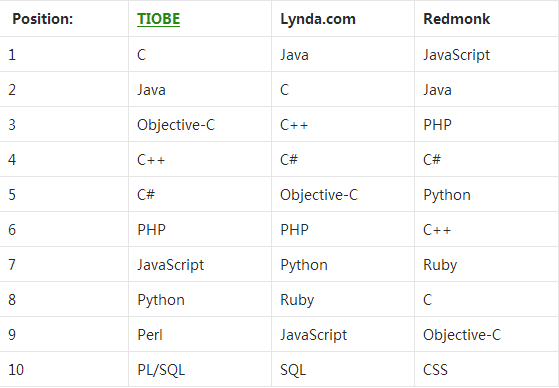 Position: TIOBE Lynda.com Redmonk
1 C Java JavaScript
2 Java C Java
3 Objective-C C++ PHP
4 C++ C# C#
5 C# Objective-C Python
6 PHP PHP C++
7 JavaScript Python Ruby
8 Python Ruby C
9 Perl JavaScript Objective-C
10 PL/SQL SQL CSS